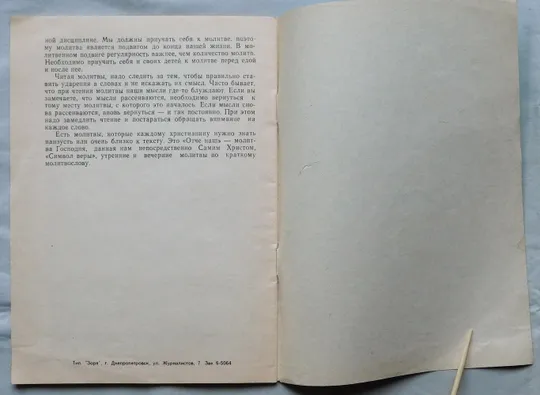 ной дисциплине. Мы должны приучать себя к молитве, поэто-
му молитва является подвигом до конца нашей жизни. В мо-
литвенном подвиге регулярность важнее, чем количество молитв.
Необходимо приучить себя и своих детей к молитве перед едой
и после нее.
Читая молитвы, надо следить за тем, чтобы правильно ста-
вить ударения в словах и не искажать их смысл. Часто бывает,
что при чтении молитвы наши мысли где-то блуждают. Если вы
замечаете, что мысли рассеиваются, необходимо вернуться к
тому месту молитвы, с которого это началось. Если мысли сно-
ва рассеиваются, вновь вернуться — и так постоянно. При этом
надо замедлить чтение и постараться обращать внимание на
каждое слово.
Есть молитвы, которые каждому христианину нужно знать
наизусть или очень близко к тексту. Это «Отче наш» — молит-
ва Господня, данная нам непосредственно Самим Христом,
«Символ веры», утренние и вечерние молитвы по краткому
молитвослову.
Тип. "Зоря", г. Днепропетровск, ул. Журналистов, 7. Зак N-5064